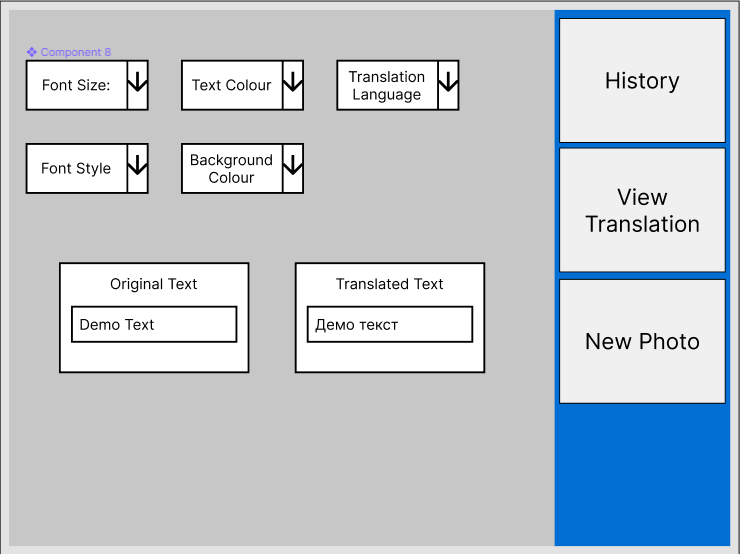 Component 8
Font Size:
Text Colour
Translation
Language
Font Style
Background
Colour
Original Text
Demo Text
Translated Text
Демо текст
History
View
Translation
New Photo